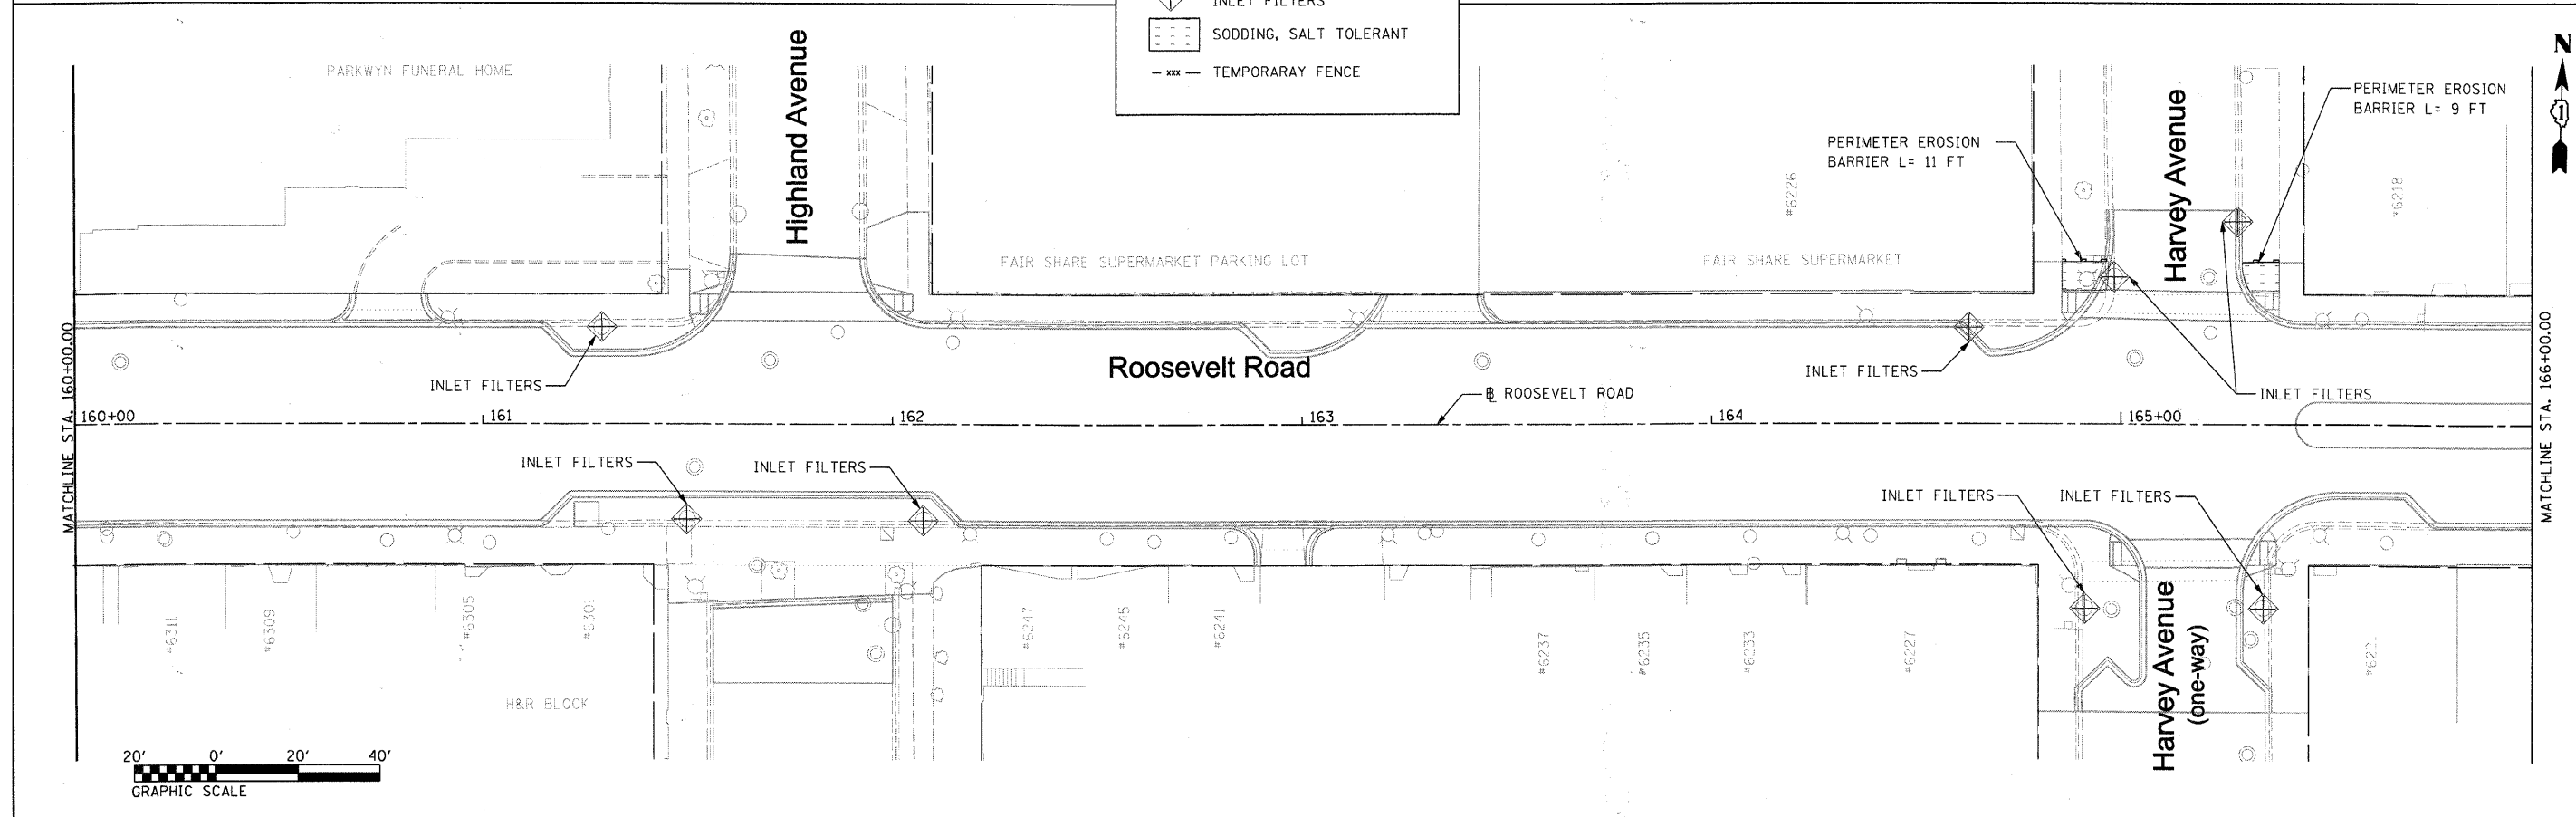 INLET FILTERS
SODDING, SALT TOLERANT
- xxx - TEMPORARAY FENCE
N
1
PARKWYN FUNERAL HOME
Highland Avenue
PERIMETER EROSION
BARRIER L= 9 FT
PERIMETER EROSION
BARRIER L= 11 FT
Harvey Avenue
#6226
#6218
FAIR SHARE SUPERMARKET PARKING LOT
FAIR SHARE SUPERMARKET
MATCHLINE STA. 160+00.00
MATCHLINE STA. 166+00.00
Roosevelt Road
INLET FILTERS
INLET FILTERS
INLET FILTERS
℄ ROOSEVELT ROAD
160+00
161
162
163
164
165+00
INLET FILTERS
INLET FILTERS
INLET FILTERS
INLET FILTERS
#6311
#6309
#6305
#6301
#6247
#6245
#6241
#6237
#6235
#6233
#6227
#6221
H&R BLOCK
Harvey Avenue
(one-way)
20' 0' 20' 40'
GRAPHIC SCALE